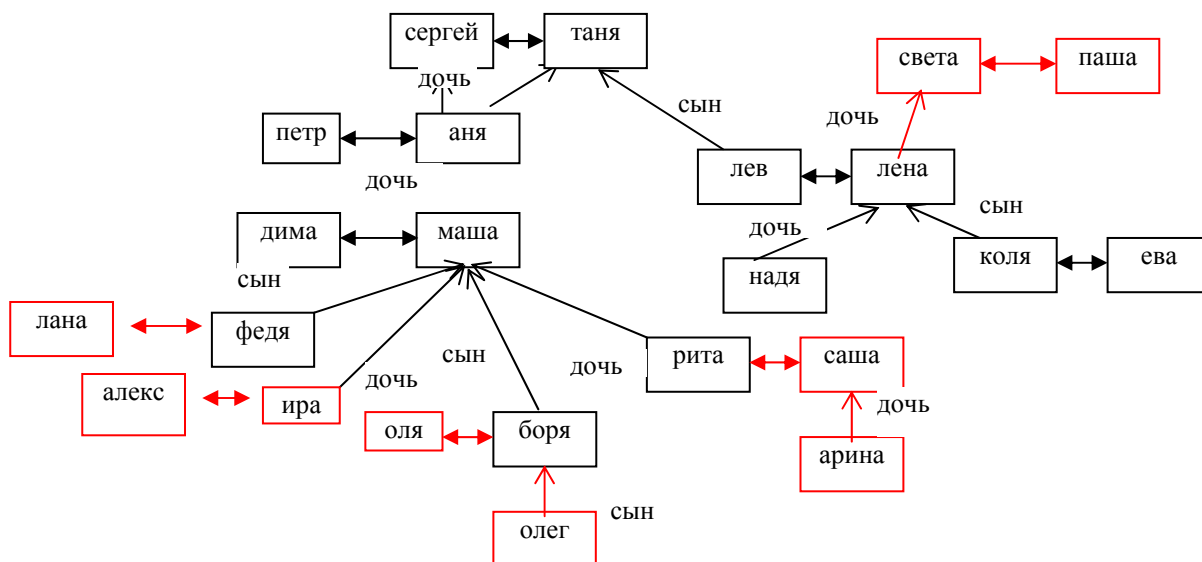 сергей
таня
света
паша
дочь
сын
дочь
петр
аня
лев
лена
дочь
сын
дочь
дима
маша
коля
ева
надя
сын
лана
федя
сын
дочь
дочь
рита
саша
алекс
ира
дочь
оля
боря
арина
олег
сын